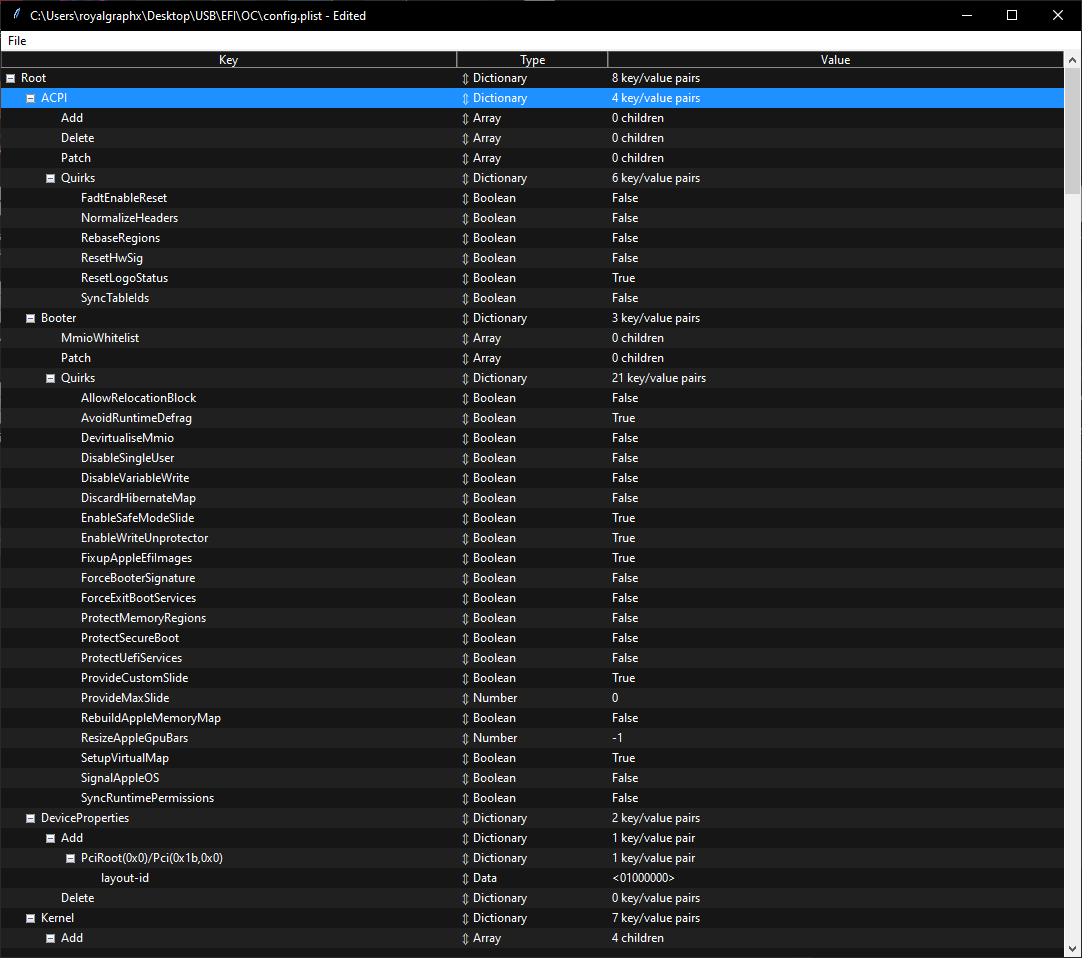 C:\Users\royalgraphx\Desktop\USB\EFI\OC\config.plist - Edited
File
Key Type Value
Root Dictionary 8 key/value pairs
ACPI Dictionary 4 key/value pairs
Add Array 0 children
Delete Array 0 children
Patch Array 0 children
Quirks Dictionary 6 key/value pairs
FadtEnableReset Boolean False
NormalizeHeaders Boolean False
RebaseRegions Boolean False
ResetHwSig Boolean False
ResetLogoStatus Boolean True
SyncTableIds Boolean False
Booter Dictionary 3 key/value pairs
MmioWhitelist Array 0 children
Patch Array 0 children
Quirks Dictionary 21 key/value pairs
AllowRelocationBlock Boolean False
AvoidRuntimeDefrag Boolean True
DevirtualiseMmio Boolean False
DisableSingleUser Boolean False
DisableVariableWrite Boolean False
DiscardHibernateMap Boolean False
EnableSafeModeSlide Boolean True
EnableWriteUnprotector Boolean True
FixupAppleEfiImages Boolean True
ForceBooterSignature Boolean False
ForceExitBootServices Boolean False
ProtectMemoryRegions Boolean False
ProtectSecureBoot Boolean False
ProtectUefiServices Boolean False
ProvideCustomSlide Boolean True
ProvideMaxSlide Number 0
RebuildAppleMemoryMap Boolean False
ResizeAppleGpuBars Number -1
SetupVirtualMap Boolean True
SignalAppleOS Boolean False
SyncRuntimePermissions Boolean False
DeviceProperties Dictionary 2 key/value pairs
Add Dictionary 1 key/value pair
PciRoot(0x0)/Pci(0x1b,0x0) Dictionary 1 key/value pair
layout-id Data <01000000>
Delete Dictionary 0 key/value pairs
Kernel Dictionary 7 key/value pairs
Add Array 4 children